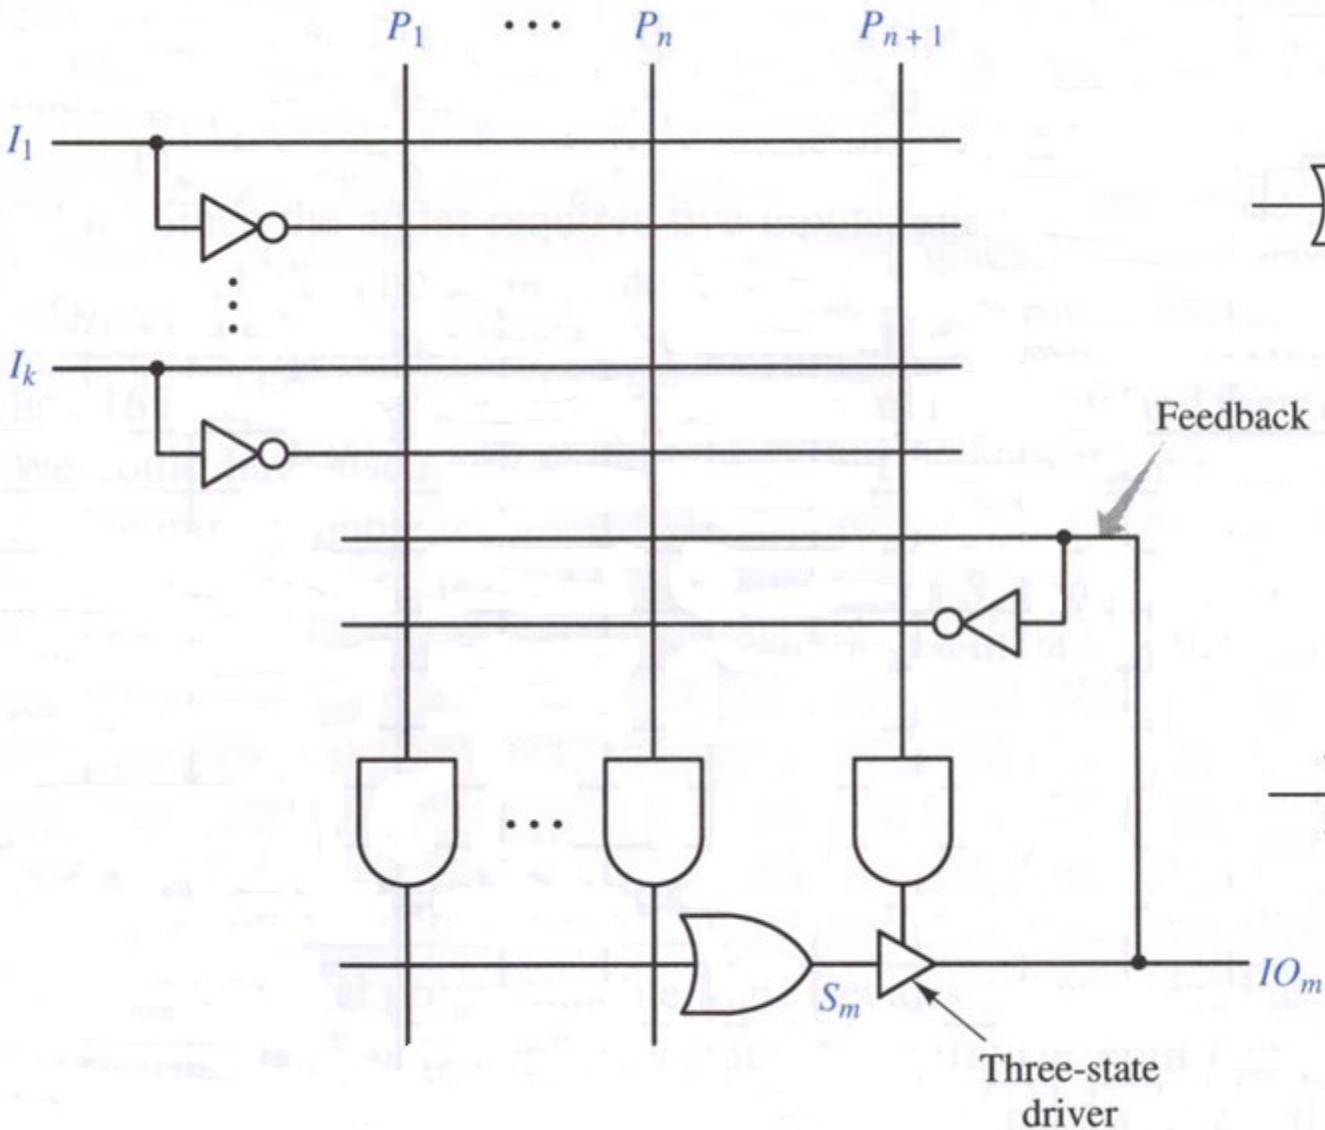 P₁ ... Pₙ Pₙ₊₁
I₁
Iₖ
Feedback
Sₘ
IOₘ
Three-state
driver